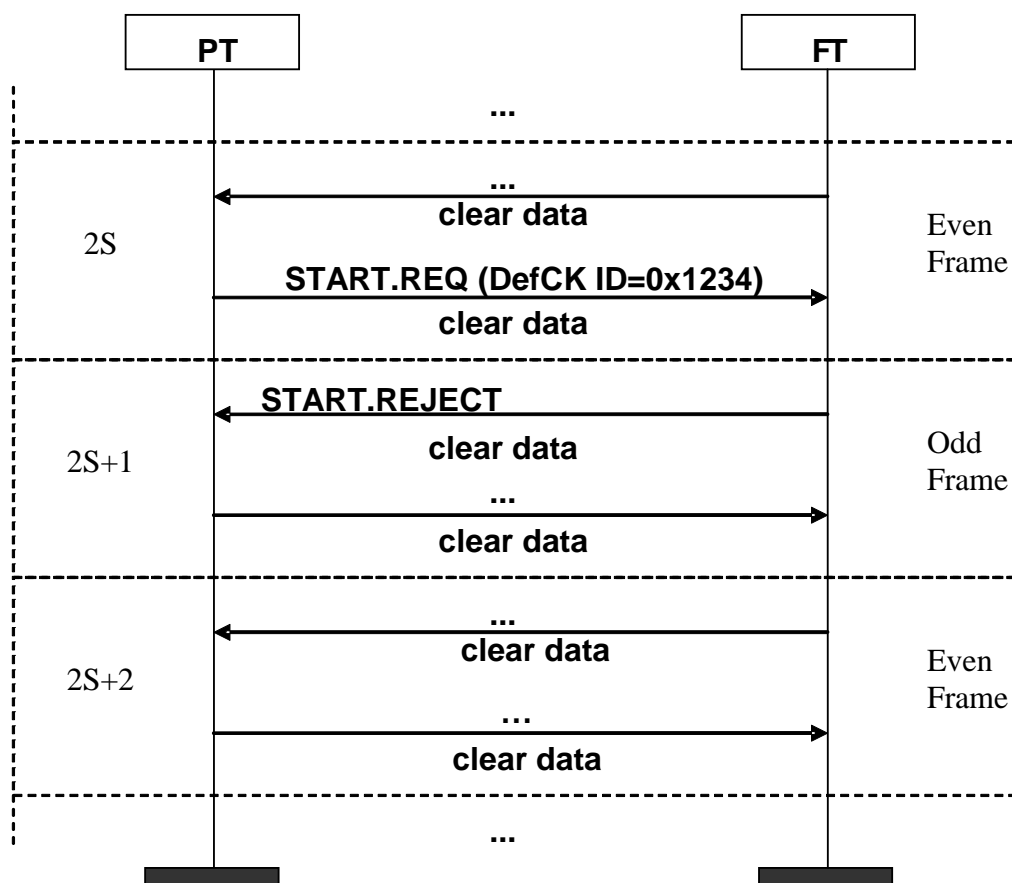 PT
FT
...
...
clear data
2S
Even
Frame
START.REQ (DefCK ID=0x1234)
clear data
START.REJECT
clear data
2S+1
Odd
Frame
...
clear data
...
clear data
2S+2
Even
Frame
...
clear data
...